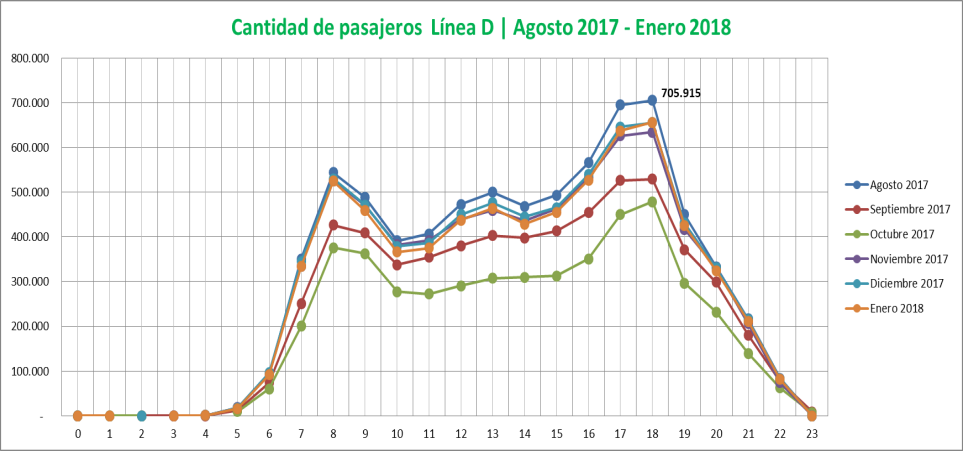 Cantidad de pasajeros Línea D | Agosto 2017 - Enero 2018
800.000
700.000
600.000
500.000
400.000
300.000
200.000
100.000
-
705.915
0 1 2 3 4 5 6 7 8 9 10 11 12 13 14 15 16 17 18 19 20 21 22 23
Agosto 2017
Septiembre 2017
Octubre 2017
Noviembre 2017
Diciembre 2017
Enero 2018